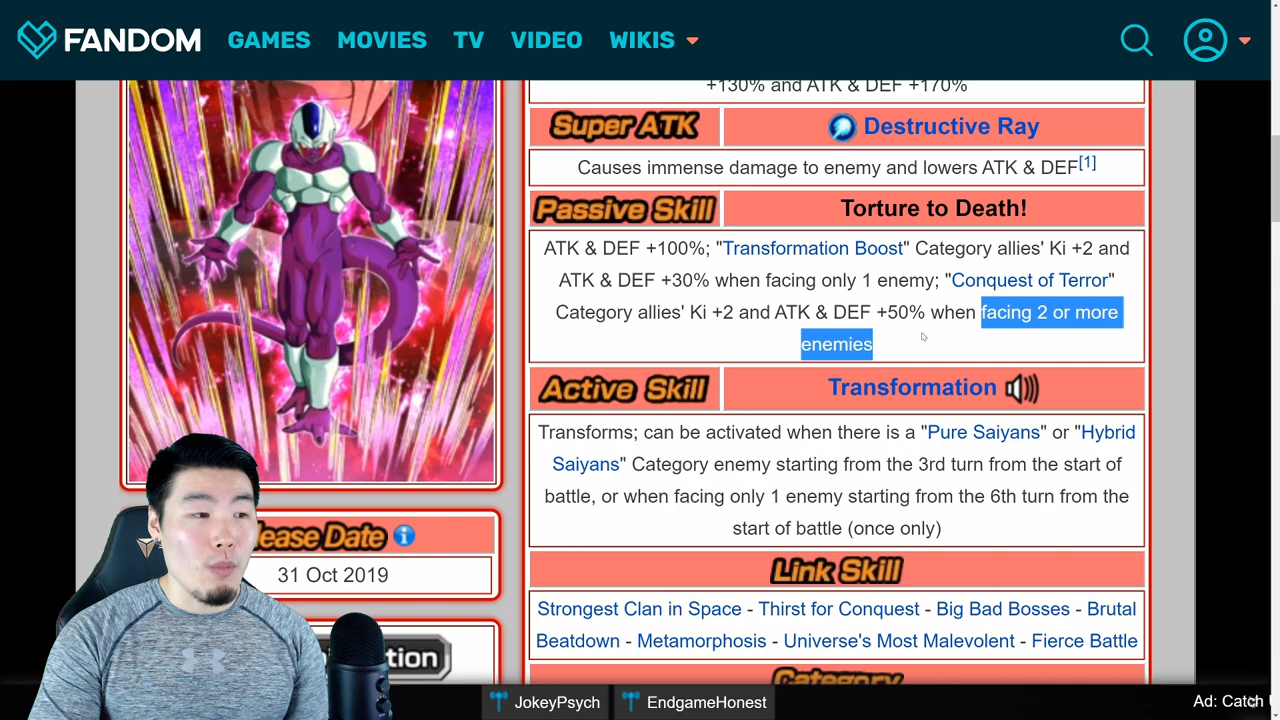 FANDOM GAMES MOVIES TV VIDEO WIKIS
+130% and ATK & DEF +170%
Super ATK Destructive Ray
Causes immense damage to enemy and lowers ATK & DEF[1]
Passive Skill Torture to Death!
ATK & DEF +100%; "Transformation Boost" Category allies' Ki +2 and
ATK & DEF +30% when facing only 1 enemy; "Conquest of Terror"
Category allies' Ki +2 and ATK & DEF +50% when facing 2 or more
enemies
Active Skill Transformation
Transforms; can be activated when there is a "Pure Saiyans" or "Hybrid
Saiyans" Category enemy starting from the 3rd turn from the start of
battle, or when facing only 1 enemy starting from the 6th turn from the
start of battle (once only)
Link Skill
Strongest Clan in Space - Thirst for Conquest - Big Bad Bosses - Brutal
Beatdown - Metamorphosis - Universe's Most Malevolent - Fierce Battle
Category
ease Date
31 Oct 2019
tion
JokeyPsych EndgameHonest
Ad: Catch